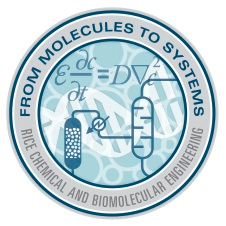 FROM MOLECULES TO SYSTEMS
ε ∂c/∂t = D∇²
RICE CHEMICAL AND BIOMOLECULAR ENGINEERING